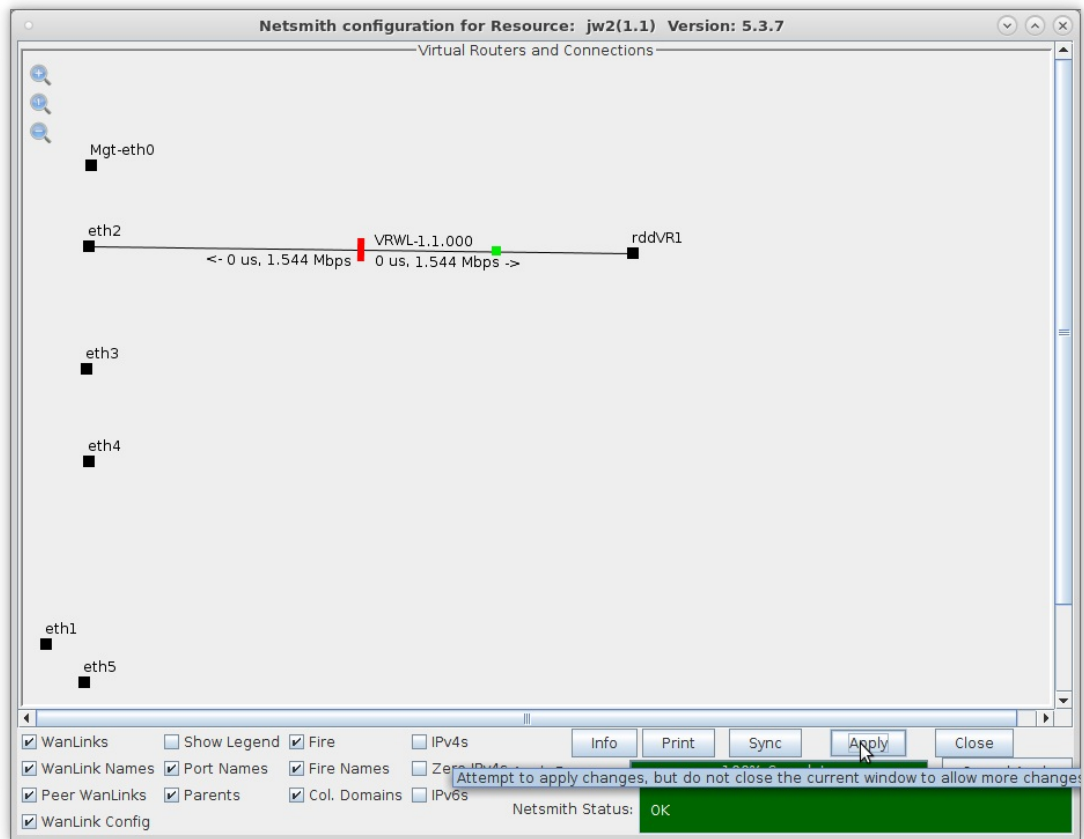 Netsmith configuration for Resource: jw2(1.1) Version: 5.3.7
Virtual Routers and Connections
Mgt-eth0
eth2
VRWL-1.1.000
rddVR1
<- 0 us, 1.544 Mbps
0 us, 1.544 Mbps ->
eth3
eth4
eth1
eth5
WanLinks
Show Legend
Fire
IPv4s
Info
Print
Sync
Apply
Close
WanLink Names
Port Names
Fire Names
Attempt to apply changes, but do not close the current window to allow more changes
Peer WanLinks
Parents
Col. Domains
IPv6s
Netsmith Status:
OK
WanLink Config